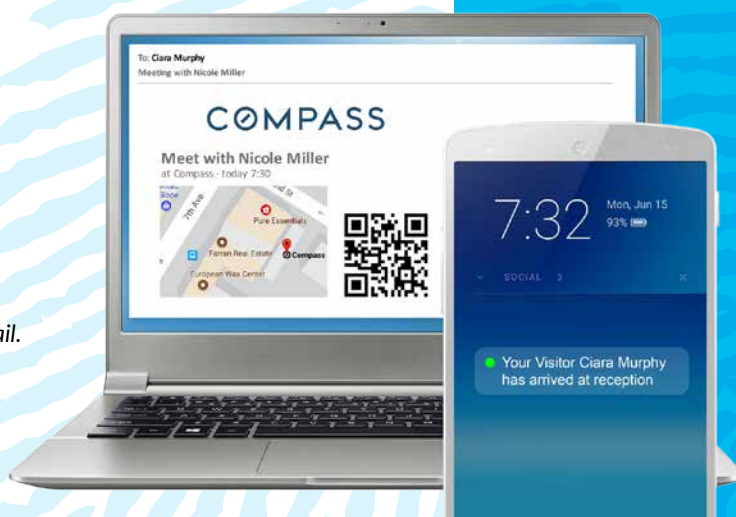 To: Ciara Murphy
Meeting with Nicole Miller
COMPASS
Meet with Nicole Miller
at Compass - today 7:30
7th Ave
Pure Essentials
Farran Real Estate
Compass
European Wax Center
ail.
7:32
Mon, Jun 15
93%
SOCIAL 3
Your Visitor Ciara Murphy
has arrived at reception